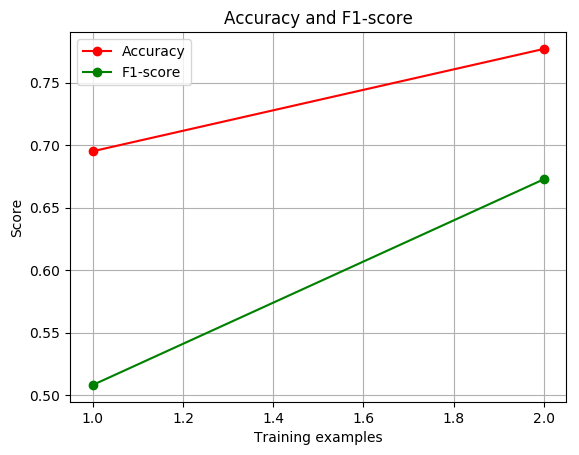 Accuracy and F1-score
Accuracy
F1-score
0.75
0.70
0.65
0.60
0.55
0.50
Score
1.0 1.2 1.4 1.6 1.8 2.0
Training examples